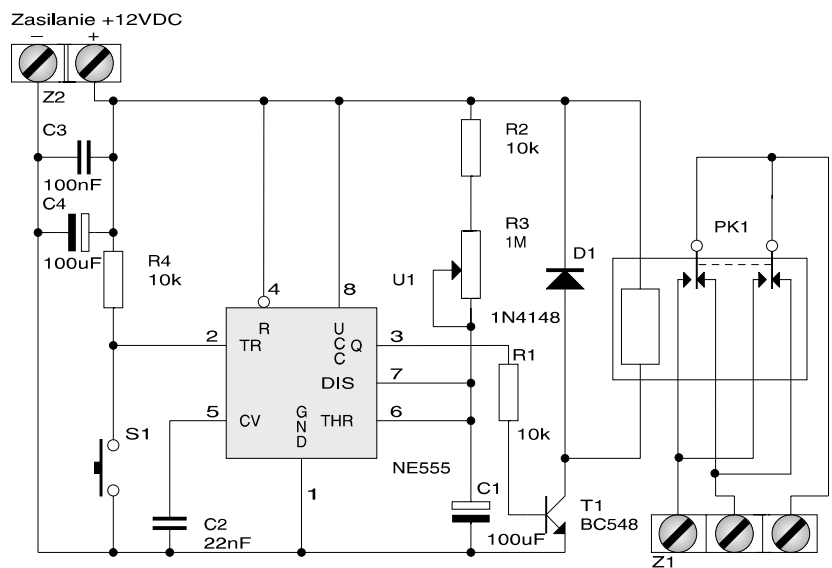 Zasilanie +12VDC
− +
Z2
C3
100nF
C4
100uF
R4
10k
R2
10k
R3
1M
U1
D1
1N4148
PK1
4
8
2
R
TR
UCC
Q
3
DIS
7
5
CV
GND
THR
6
NE555
1
R1
10k
S1
C2
22nF
C1
100uF
T1
BC548
Z1